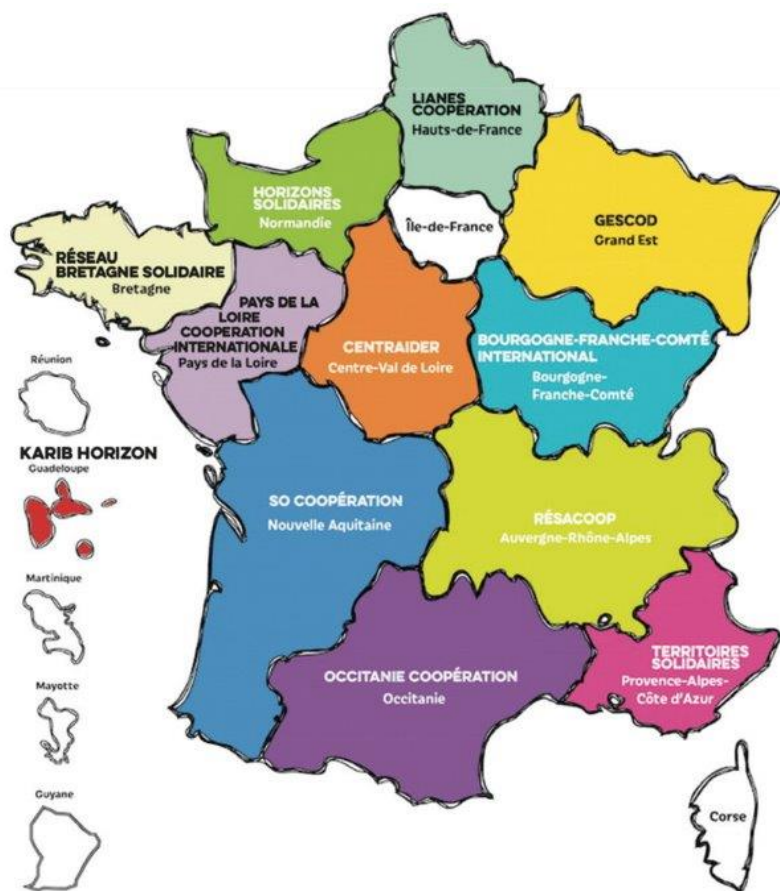 LIANES
COOPÉRATION
Hauts-de-France
HORIZONS
SOLIDAIRES
Normandie
Île-de-France
GESCOD
Grand Est
RÉSEAU
BRETAGNE SOLIDAIRE
Bretagne
PAYS DE LA
LOIRE
COOPERATION
INTERNATIONALE
Pays de la Loire
CENTRAIDER
Centre-Val de Loire
BOURGOGNE-FRANCHE-COMTÉ
INTERNATIONAL
Bourgogne-
Franche-Comté
Réunion
KARIB HORIZON
Guadeloupe
SO COOPÉRATION
Nouvelle Aquitaine
RÉSACOOP
Auvergne-Rhône-Alpes
Martinique
OCCITANIE COOPÉRATION
Occitanie
TERRITOIRES
SOLIDAIRES
Provence-Alpes-
Côte d'Azur
Mayotte
Guyane
Corse